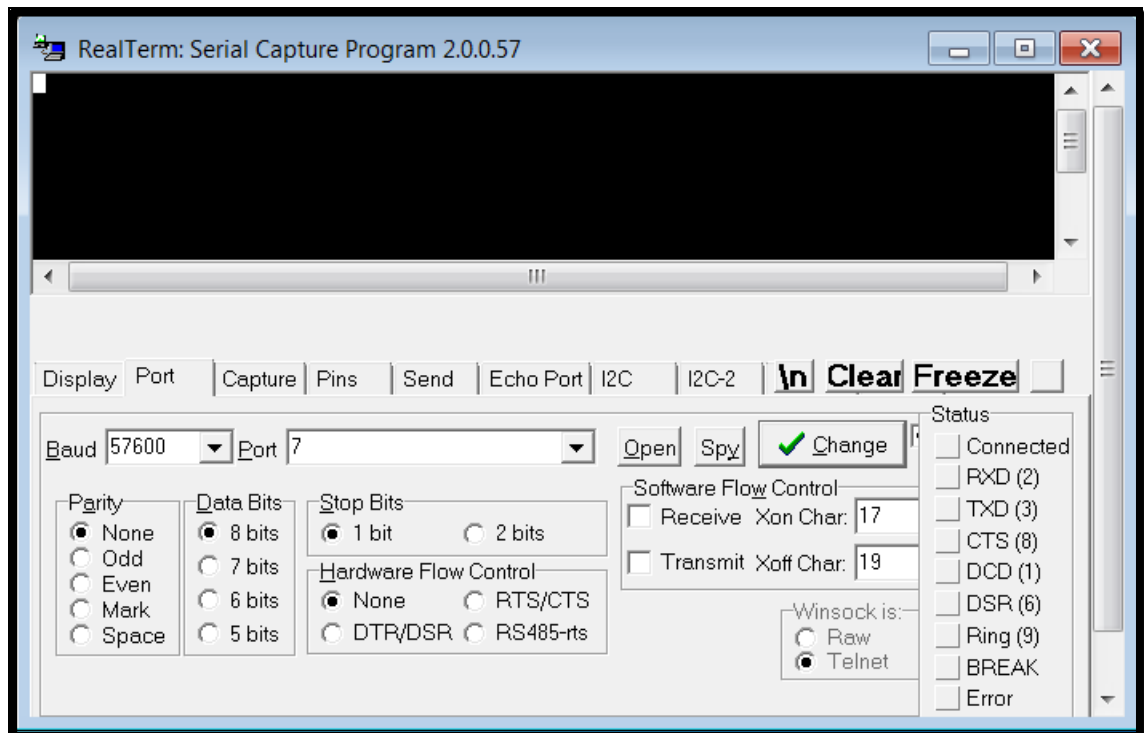 RealTerm: Serial Capture Program 2.0.0.57
Display Port Capture Pins Send Echo Port I2C I2C-2 \n Clear Freeze
Baud 57600 Port 7 Open Spy Change
Status
Connected
RXD (2)
TXD (3)
CTS (8)
DCD (1)
DSR (6)
Ring (9)
BREAK
Error
Parity
None
Odd
Even
Mark
Space
Data Bits
8 bits
7 bits
6 bits
5 bits
Stop Bits
1 bit 2 bits
Hardware Flow Control
None RTS/CTS
DTR/DSR RS485-rts
Software Flow Control
Receive Xon Char: 17
Transmit Xoff Char: 19
Winsock is:
Raw
Telnet